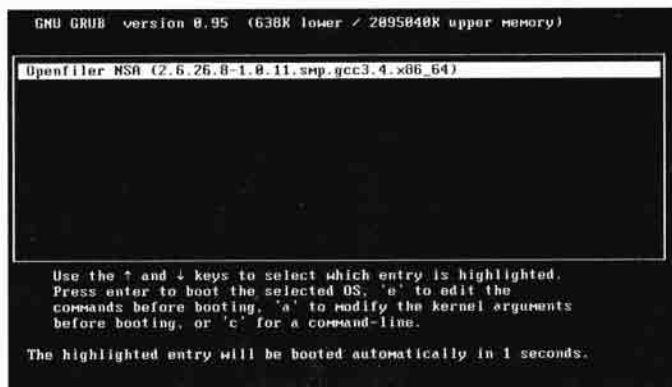 GNU GRUB version 0.95 (638K lower / 2095040K upper memory)
Openfiler NSA (2.6.26.8-1.0.11.smp.gcc3.4.x86_64)
Use the ↑ and ↓ keys to select which entry is highlighted.
Press enter to boot the selected OS, 'e' to edit the
commands before booting, 'a' to modify the kernel arguments
before booting, or 'c' for a command-line.
The highlighted entry will be booted automatically in 1 seconds.